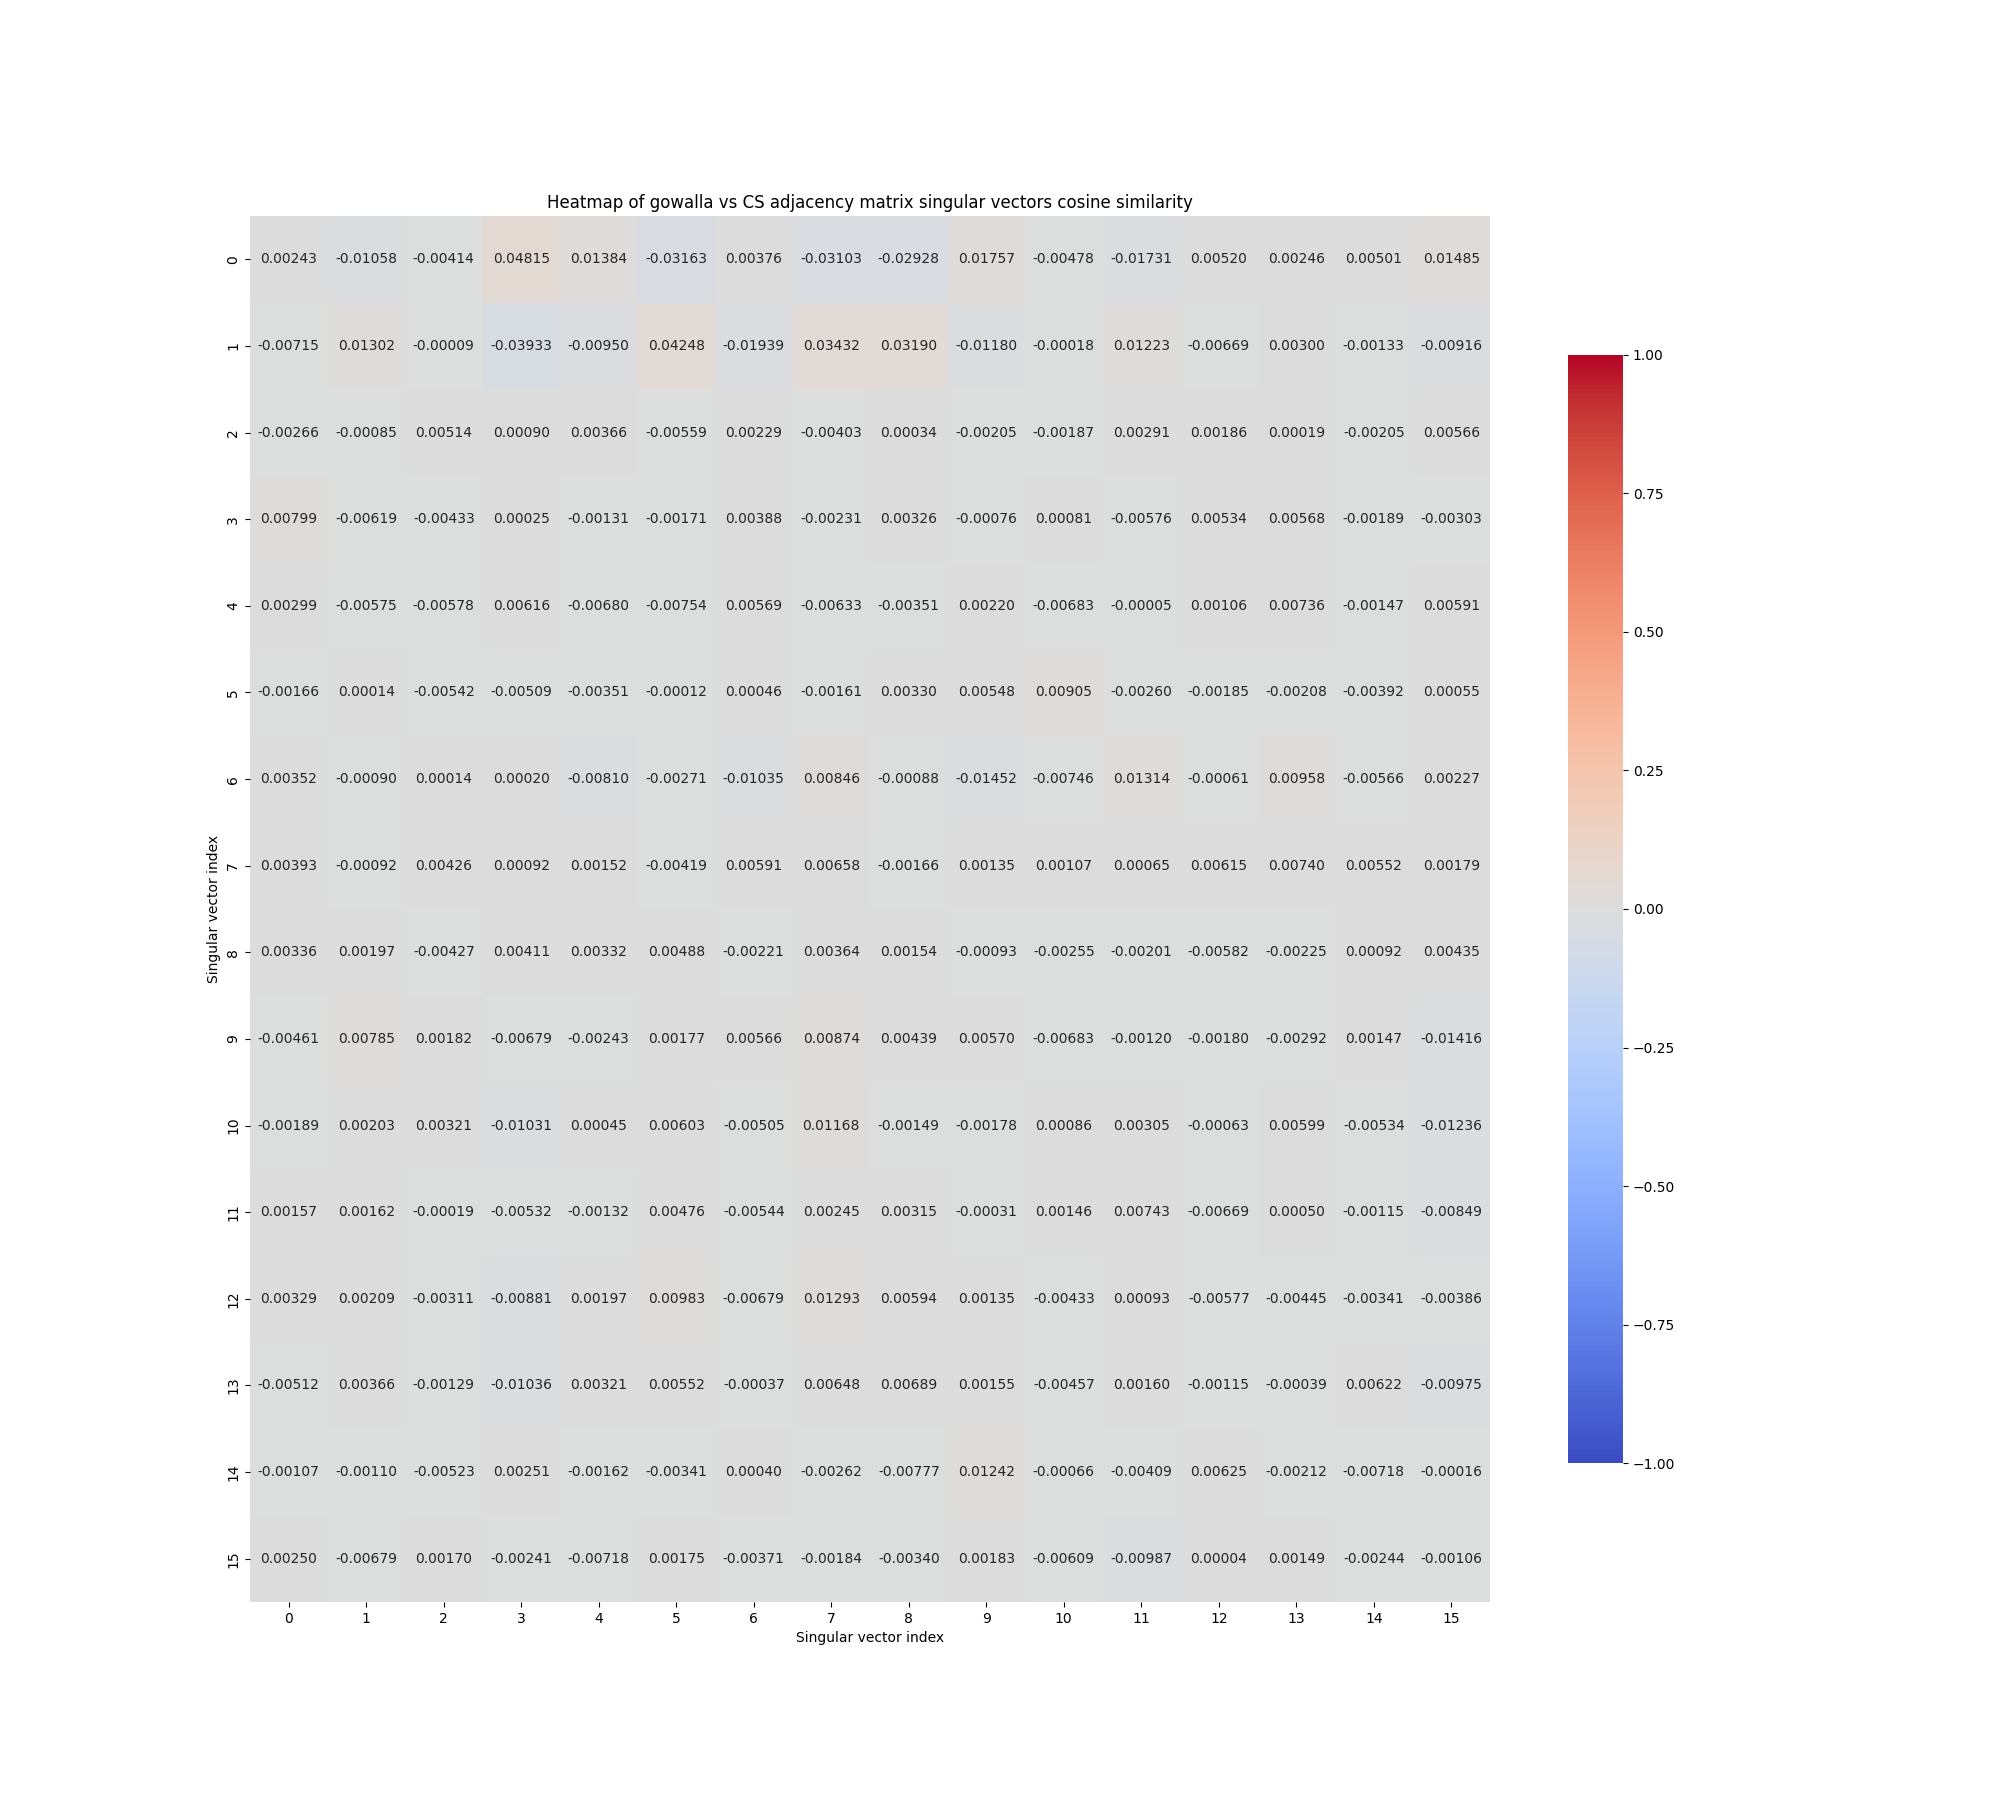 Heatmap of gowalla vs CS adjacency matrix singular vectors cosine similarity
0 0.00243 -0.01058 -0.00414 0.04815 0.01384 -0.03163 0.00376 -0.03103 -0.02928 0.01757 -0.00478 -0.01731 0.00520 0.00246 0.00501 0.01485
1 -0.00715 0.01302 -0.00009 -0.03933 -0.00950 0.04248 -0.01939 0.03432 0.03190 -0.01180 -0.00018 0.01223 -0.00669 0.00300 -0.00133 -0.00916
2 -0.00266 -0.00085 0.00514 0.00090 0.00366 -0.00559 0.00229 -0.00403 0.00034 -0.00205 -0.00187 0.00291 0.00186 0.00019 -0.00205 0.00566
3 0.00799 -0.00619 -0.00433 0.00025 -0.00131 -0.00171 0.00388 -0.00231 0.00326 -0.00076 0.00081 -0.00576 0.00534 0.00568 -0.00189 -0.00303
4 0.00299 -0.00575 -0.00578 0.00616 -0.00680 -0.00754 0.00569 -0.00633 -0.00351 0.00220 -0.00683 -0.00005 0.00106 0.00736 -0.00147 0.00591
5 -0.00166 0.00014 -0.00542 -0.00509 -0.00351 -0.00012 0.00046 -0.00161 0.00330 0.00548 0.00905 -0.00260 -0.00185 -0.00208 -0.00392 0.00055
6 0.00352 -0.00090 0.00014 0.00020 -0.00810 -0.00271 -0.01035 0.00846 -0.00088 -0.01452 -0.00746 0.01314 -0.00061 0.00958 -0.00566 0.00227
7 0.00393 -0.00092 0.00426 0.00092 0.00152 -0.00419 0.00591 0.00658 -0.00166 0.00135 0.00107 0.00065 0.00615 0.00740 0.00552 0.00179
8 0.00336 0.00197 -0.00427 0.00411 0.00332 0.00488 -0.00221 0.00364 0.00154 -0.00093 -0.00255 -0.00201 -0.00582 -0.00225 0.00092 0.00435
9 -0.00461 0.00785 0.00182 -0.00679 -0.00243 0.00177 0.00566 0.00874 0.00439 0.00570 -0.00683 -0.00120 -0.00180 -0.00292 0.00147 -0.01416
10 -0.00189 0.00203 0.00321 -0.01031 0.00045 0.00603 -0.00505 0.01168 -0.00149 -0.00178 0.00086 0.00305 -0.00063 0.00599 -0.00534 -0.01236
11 0.00157 0.00162 -0.00019 -0.00532 -0.00132 0.00476 -0.00544 0.00245 0.00315 -0.00031 0.00146 0.00743 -0.00669 0.00050 -0.00115 -0.00849
12 0.00329 0.00209 -0.00311 -0.00881 0.00197 0.00983 -0.00679 0.01293 0.00594 0.00135 -0.00433 0.00093 -0.00577 -0.00445 -0.00341 -0.00386
13 -0.00512 0.00366 -0.00129 -0.01036 0.00321 0.00552 -0.00037 0.00648 0.00689 0.00155 -0.00457 0.00160 -0.00115 -0.00039 0.00622 -0.00975
14 -0.00107 -0.00110 -0.00523 0.00251 -0.00162 -0.00341 0.00040 -0.00262 -0.00777 0.01242 -0.00066 -0.00409 0.00625 -0.00212 -0.00718 -0.00016
15 0.00250 -0.00679 0.00170 -0.00241 -0.00718 0.00175 -0.00371 -0.00184 -0.00340 0.00183 -0.00609 -0.00987 0.00004 0.00149 -0.00244 -0.00106
0 1 2 3 4 5 6 7 8 9 10 11 12 13 14 15
Singular vector index
Singular vector index
1.00
0.75
0.50
0.25
0.00
−0.25
−0.50
−0.75
−1.00